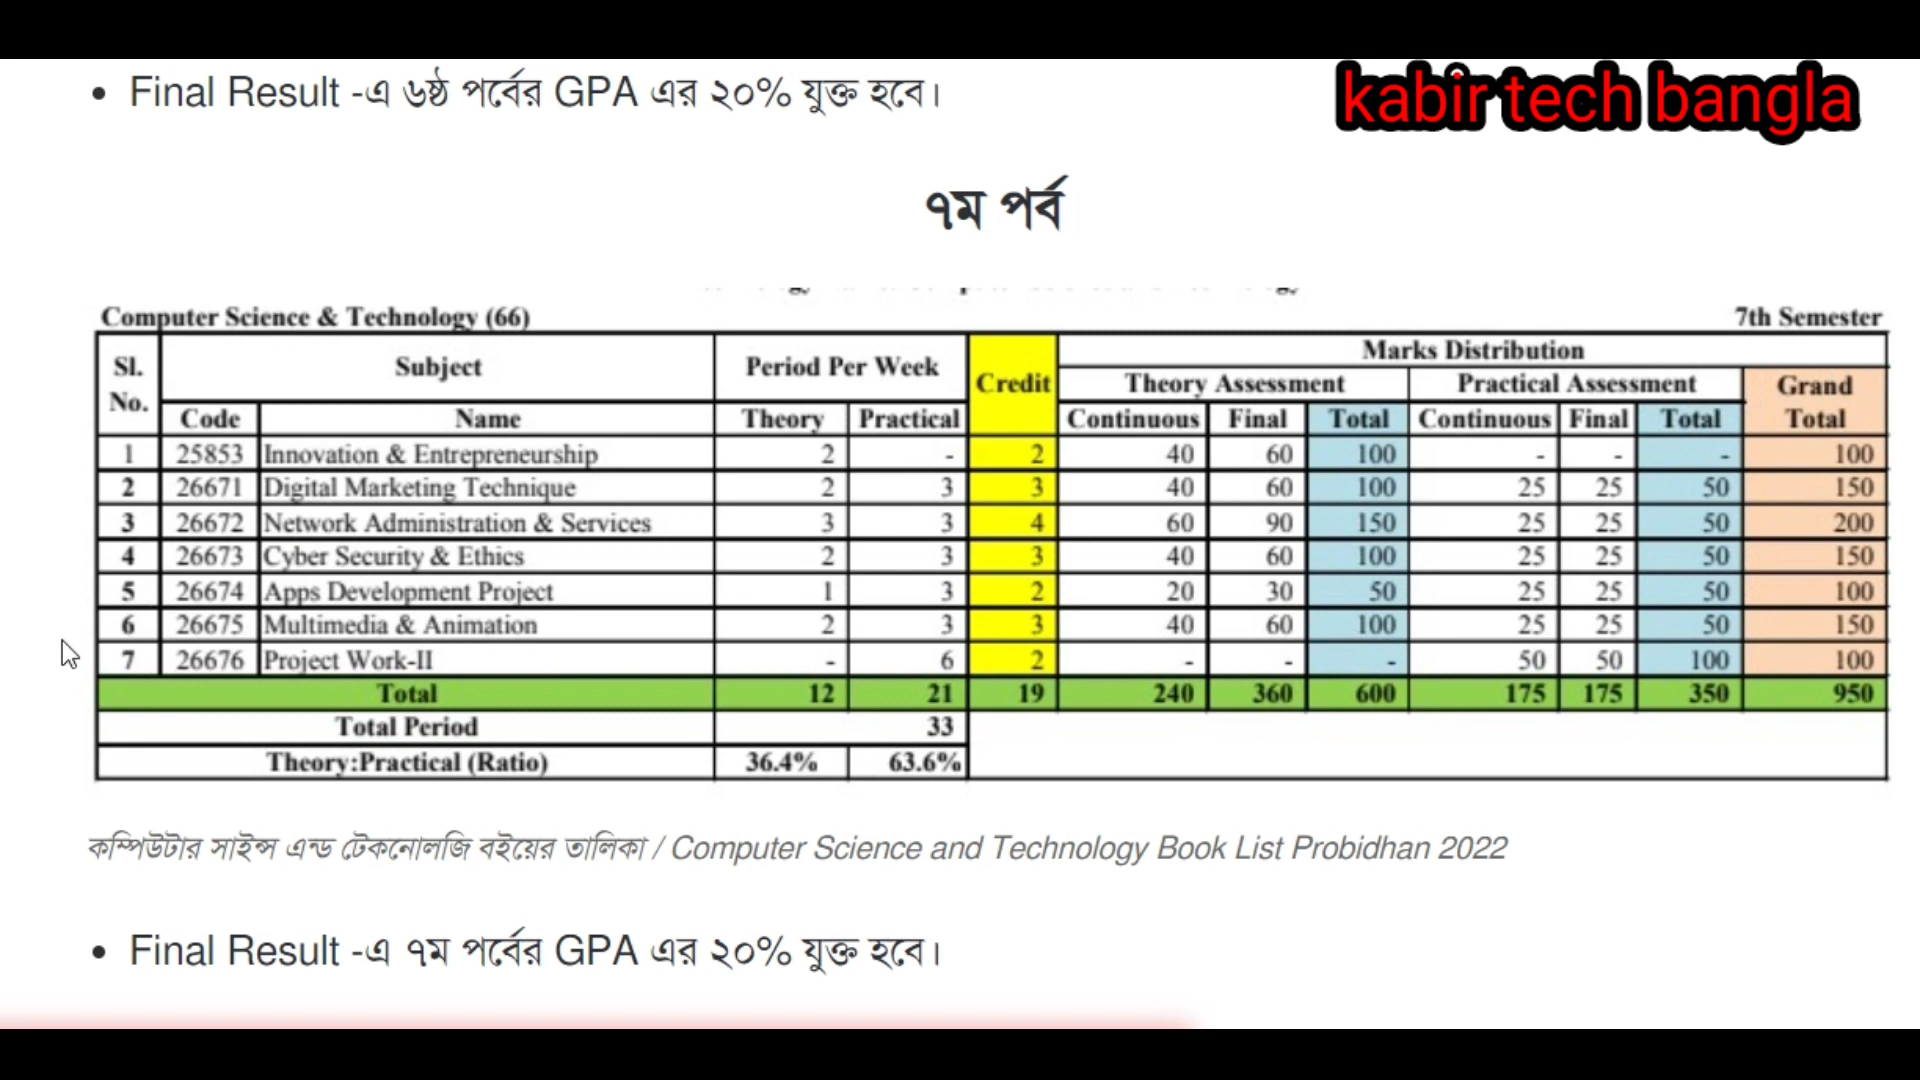 Final Result -এ ৬ষ্ঠ পর্বের GPA এর ২০% যুক্ত হবে।
kabir tech bangla
৭ম পর্ব
Computer Science & Technology (66) 7th Semester
Sl. No. Subject Period Per Week Credit Marks Distribution
Theory Assessment Practical Assessment Grand Total
Code Name Theory Practical Continuous Final Total Continuous Final Total
1 25853 Innovation & Entrepreneurship 2 - 2 40 60 100 - - - 100
2 26671 Digital Marketing Technique 2 3 3 40 60 100 25 25 50 150
3 26672 Network Administration & Services 3 3 4 60 90 150 25 25 50 200
4 26673 Cyber Security & Ethics 2 3 3 40 60 100 25 25 50 150
5 26674 Apps Development Project 1 3 2 20 30 50 25 25 50 100
6 26675 Multimedia & Animation 2 3 3 40 60 100 25 25 50 150
7 26676 Project Work-II - 6 2 - - - 50 50 100 100
Total 12 21 19 240 360 600 175 175 350 950
Total Period 33
Theory:Practical (Ratio) 36.4% 63.6%
কম্পিউটার সাইন্স এন্ড টেকনোলজি বইয়ের তালিকা / Computer Science and Technology Book List Probidhan 2022
Final Result -এ ৭ম পর্বের GPA এর ২০% যুক্ত হবে।